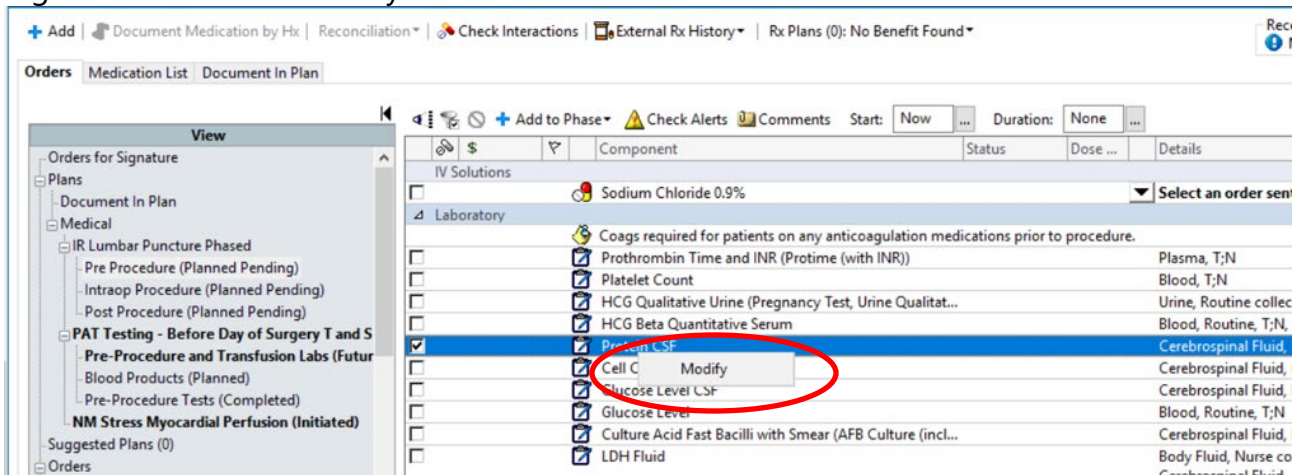 Add | Document Medication by Hx | Reconciliation | Check Interactions | External Rx History | Rx Plans (0): No Benefit Found
Orders Medication List Document In Plan
Add to Phase Check Alerts Comments Start: Now ... Duration: None ...
View
Orders for Signature
Plans
Document In Plan
Medical
IR Lumbar Puncture Phased
Pre Procedure (Planned Pending)
Intraop Procedure (Planned Pending)
Post Procedure (Planned Pending)
PAT Testing - Before Day of Surgery T and S
Pre-Procedure and Transfusion Labs (Futur
Blood Products (Planned)
Pre-Procedure Tests (Completed)
NM Stress Myocardial Perfusion (Initiated)
Suggested Plans (0)
Orders
$ Component Status Dose ... Details
IV Solutions
Sodium Chloride 0.9% Select an order sent
Laboratory
Coags required for patients on any anticoagulation medications prior to procedure.
Prothrombin Time and INR (Protime (with INR)) Plasma, T;N
Platelet Count Blood, T;N
HCG Qualitative Urine (Pregnancy Test, Urine Qualitat... Urine, Routine collec
HCG Beta Quantitative Serum Blood, Routine, T;N,
Protein CSF Cerebrospinal Fluid,
Cell C Modify Cerebrospinal Fluid,
Glucose Level CSF Cerebrospinal Fluid,
Glucose Level Blood, Routine, T;N
Culture Acid Fast Bacilli with Smear (AFB Culture (incl... Cerebrospinal Fluid,
LDH Fluid Body Fluid, Nurse co